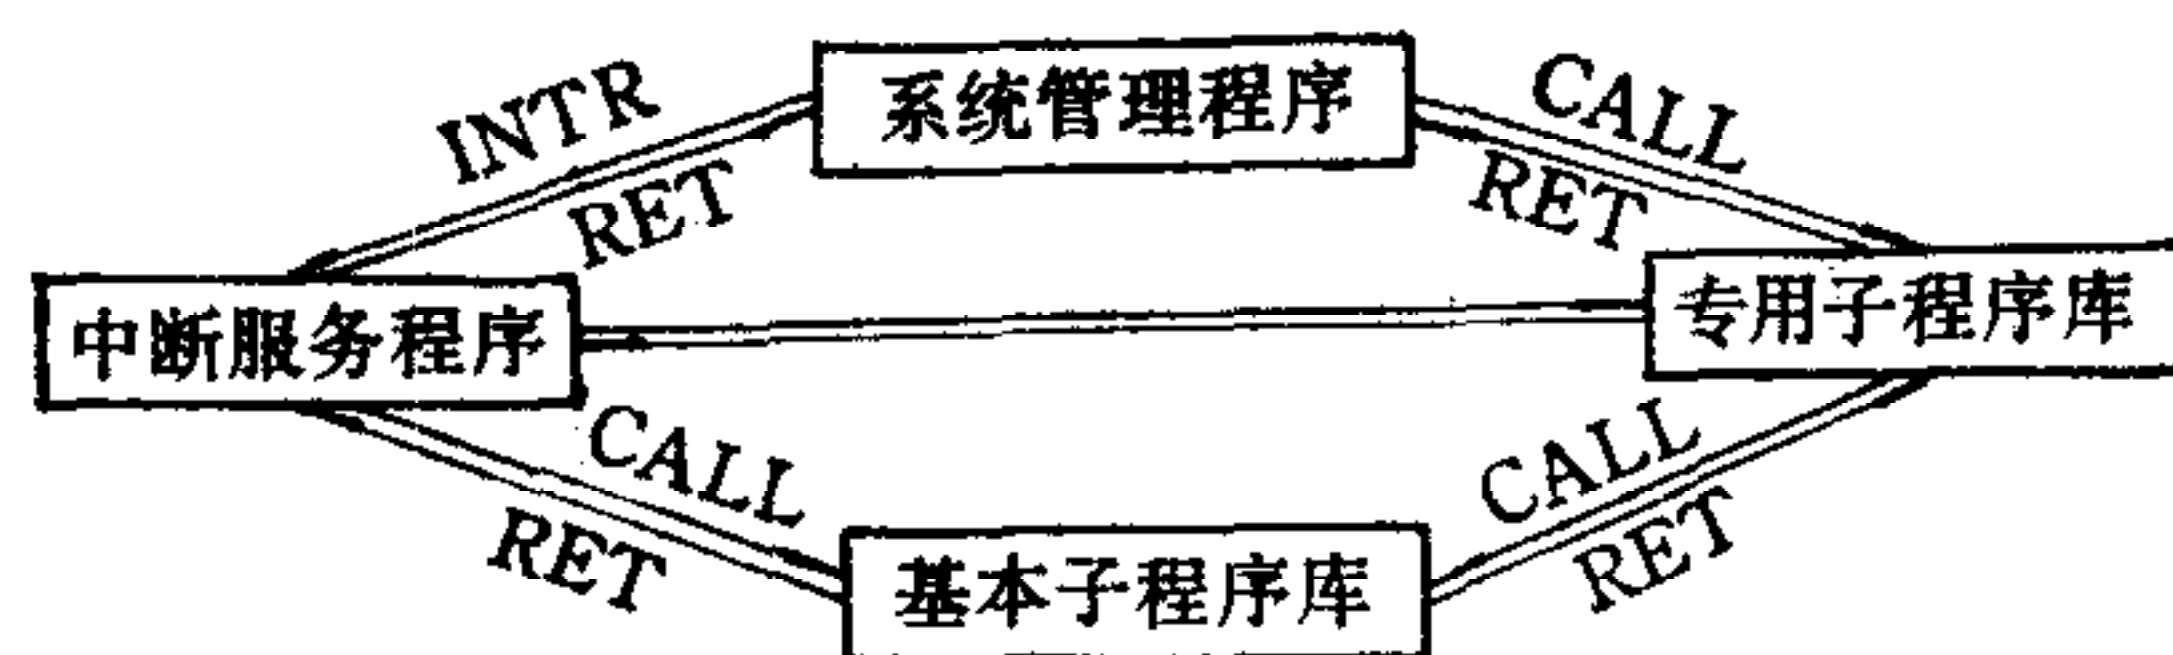 系统管理程序
INTR
CALL
RET
RET
中断服务程序
专用子程序库
CALL
CALL
RET
RET
基本子程序库